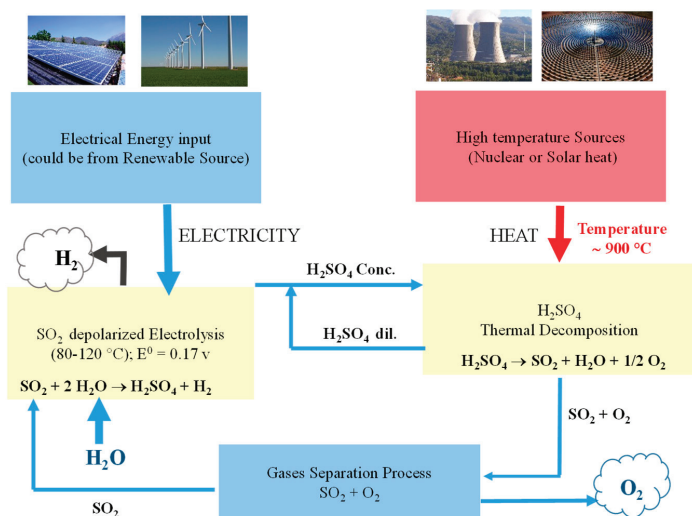 Electrical Energy input
(could be from Renewable Source)
High temperature Sources
(Nuclear or Solar heat)
ELECTRICITY
HEAT
Temperature
~ 900 °C
H₂
H₂SO₄ Conc.
H₂SO₄ dil.
SO₂ depolarized Electrolysis
(80-120 °C); E⁰ = 0.17 v
SO₂ + 2 H₂O → H₂SO₄ + H₂
H₂SO₄
Thermal Decomposition
H₂SO₄ → SO₂ + H₂O + 1/2 O₂
SO₂ + O₂
H₂O
Gases Separation Process
SO₂ + O₂
SO₂
O₂